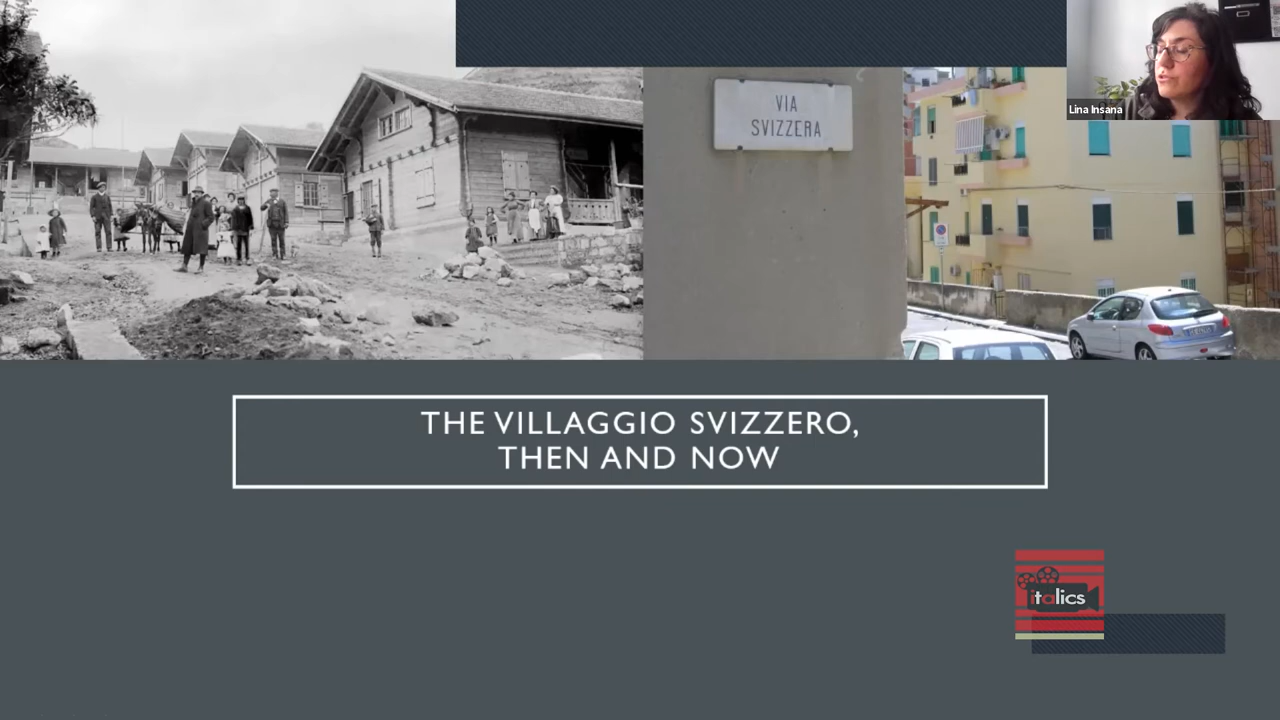 Lina Insana
VIA
SVIZZERA
THE VILLAGGIO SVIZZERO,
THEN AND NOW
italics